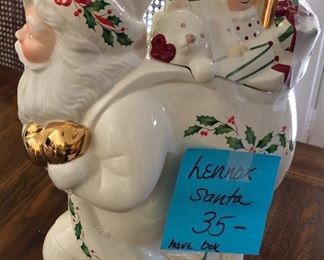 Lennox
Santa
35-
have box